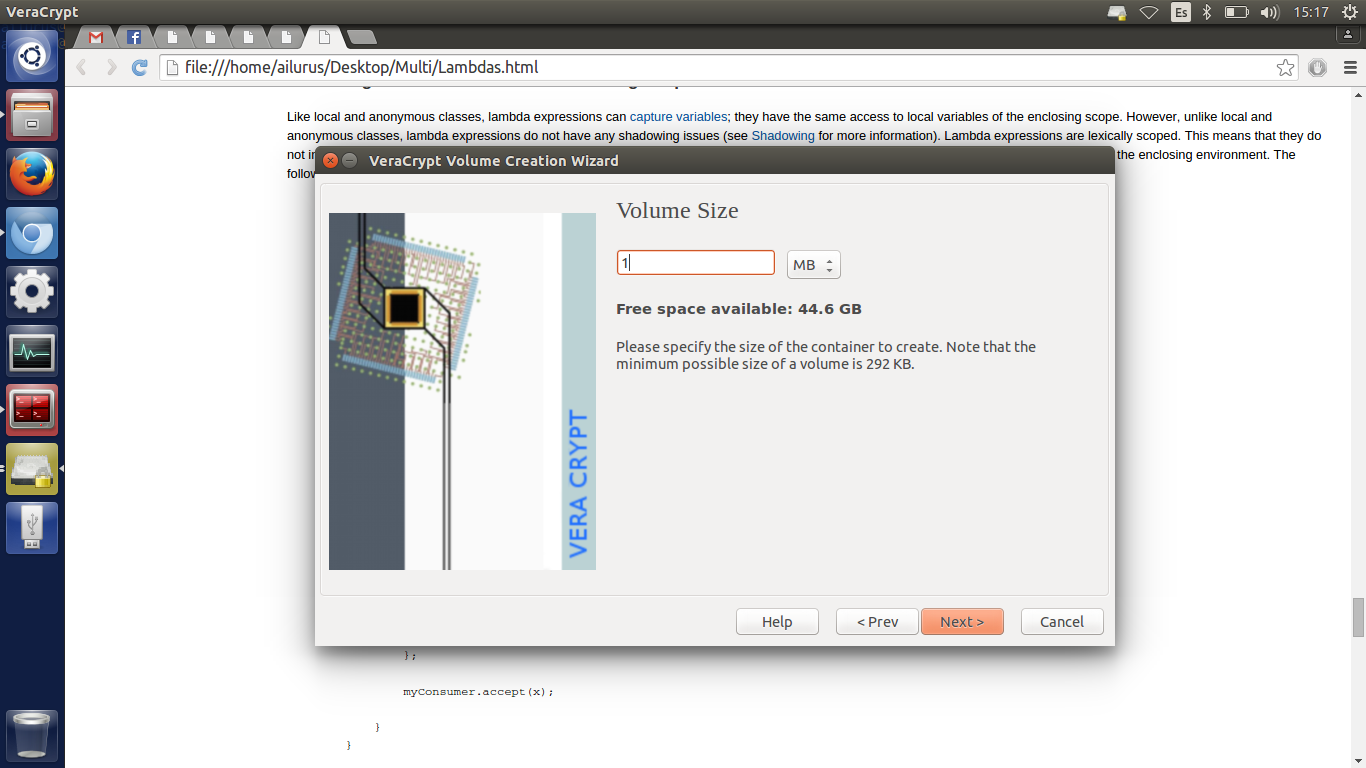 VeraCrypt
Es
15:17
file:///home/ailurus/Desktop/Multi/Lambdas.html
Like local and anonymous classes, lambda expressions can capture variables; they have the same access to local variables of the enclosing scope. However, unlike local and
anonymous classes, lambda expressions do not have any shadowing issues (see Shadowing for more information). Lambda expressions are lexically scoped. This means that they do
not in
the enclosing environment. The
follow
VeraCrypt Volume Creation Wizard
Volume Size
1
MB
Free space available: 44.6 GB
Please specify the size of the container to create. Note that the
minimum possible size of a volume is 292 KB.
VERA CRYPT
Help
< Prev
Next >
Cancel
};
myConsumer.accept(x);
}
}